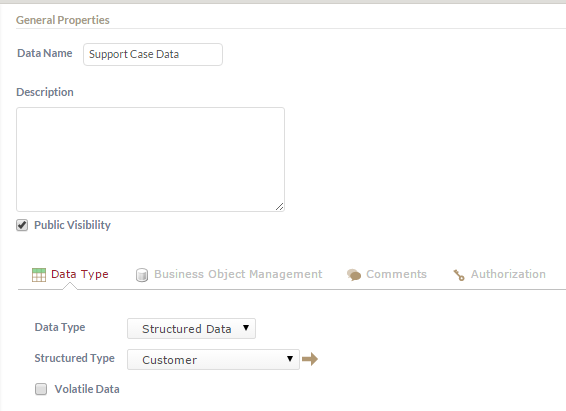 General Properties
Data Name Support Case Data
Description
Public Visibility
Data Type Business Object Management Comments Authorization
Data Type Structured Data
Structured Type Customer
Volatile Data